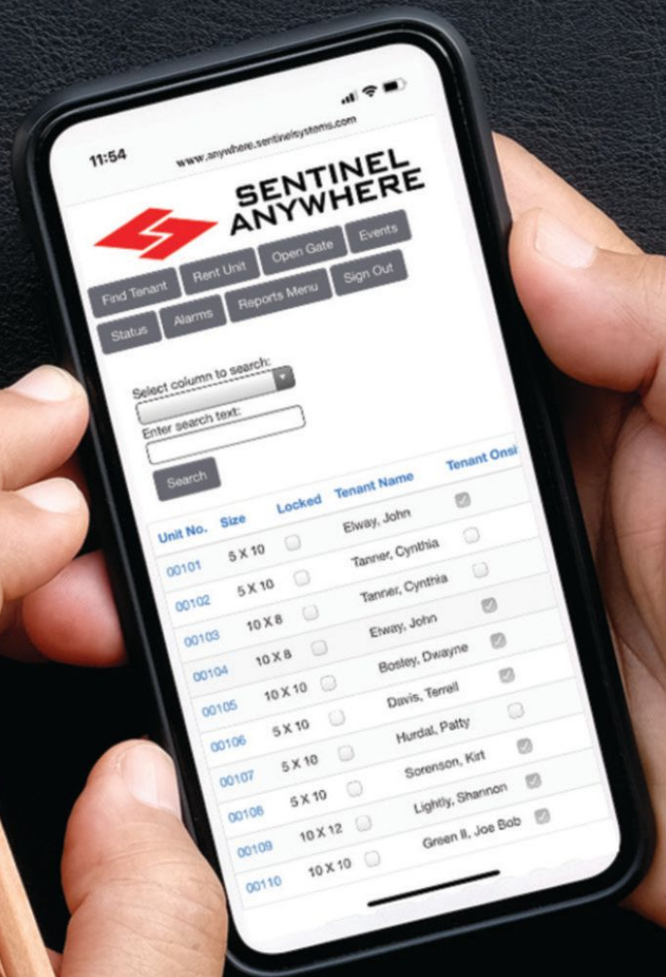 11:54
www.anywhere.sentinelsystems.com
SENTINEL
ANYWHERE
Find Tenant Rent Unit Open Gate Events
Status Alarms Reports Menu Sign Out
Select column to search:
Enter search text:
Search
Unit No. Size Locked Tenant Name Tenant Onsi
00101 5 X 10 Elway, John
00102 5 X 10 Tanner, Cynthia
00103 10 X 8 Tanner, Cynthia
00104 10 X 8 Elway, John
00105 10 X 10 Bosley, Dwayne
00106 5 X 10 Davis, Terrell
00107 5 X 10 Hurdal, Patty
00108 5 X 10 Sorenson, Kirt
00109 10 X 12 Lightly, Shannon
00110 10 X 10 Green II, Joe Bob